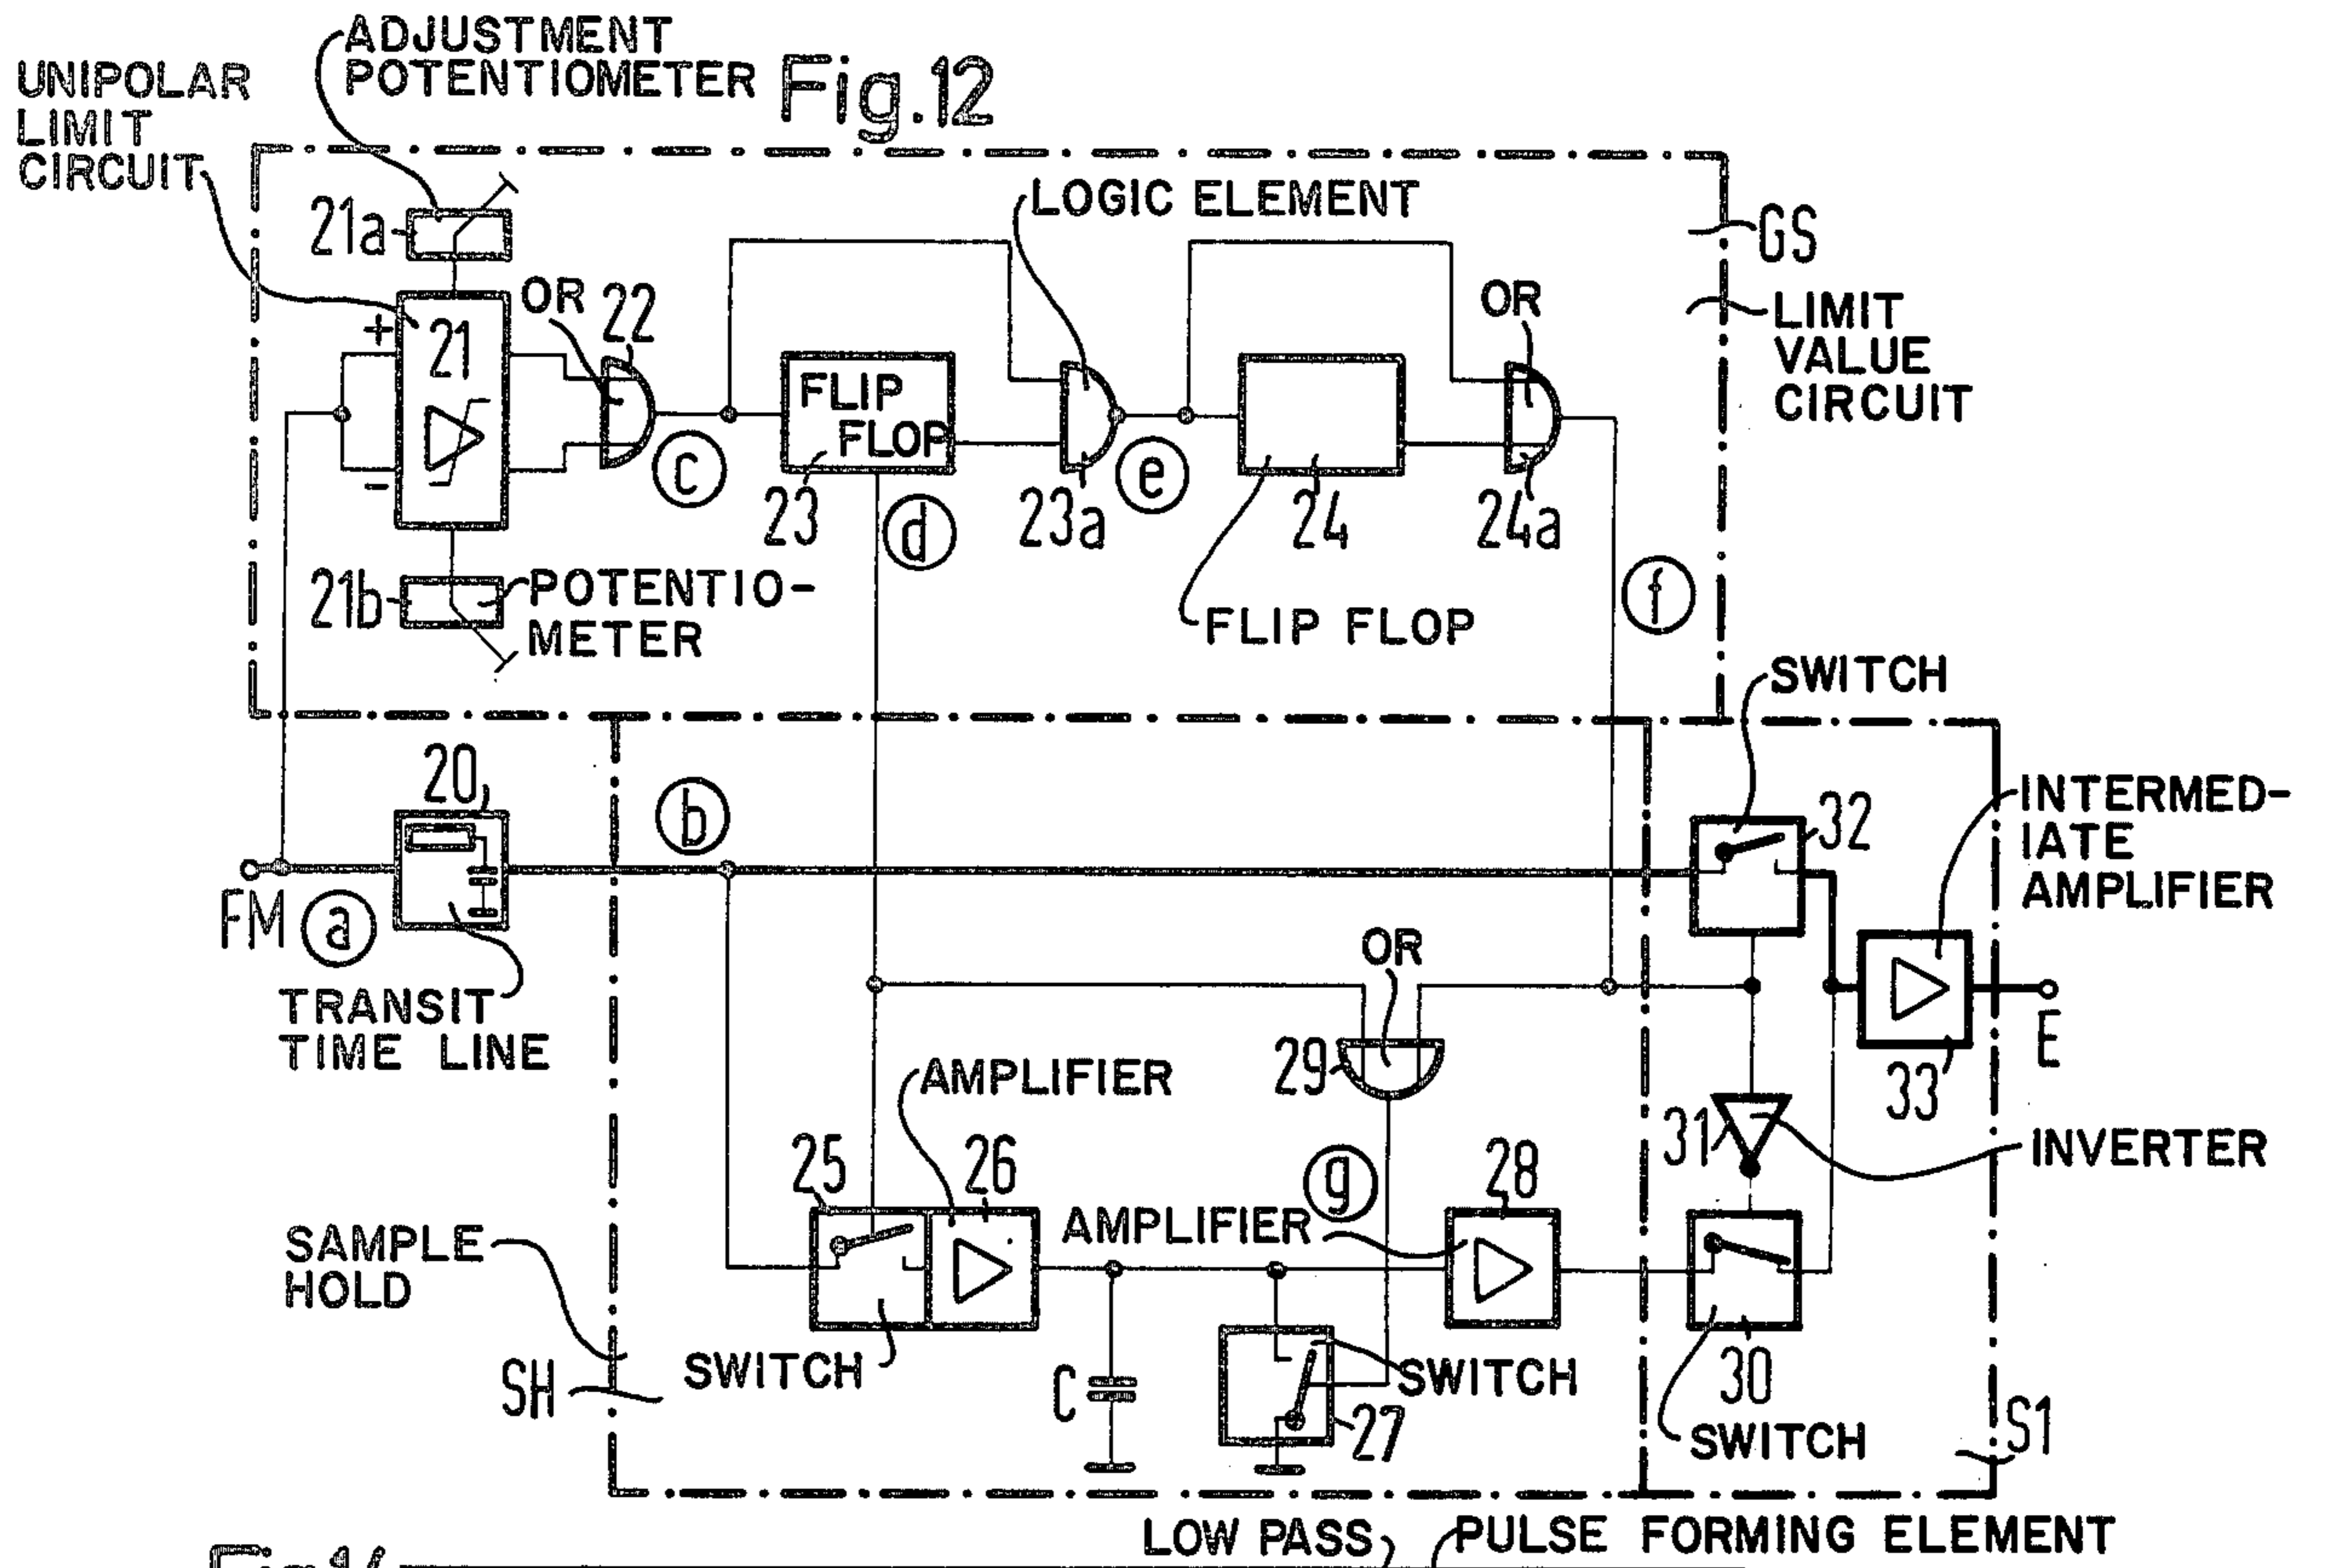 ADJUSTMENT
POTENTIOMETER
Fig.12
UNIPOLAR
LIMIT
CIRCUIT
21a
LOGIC ELEMENT
GS
OR
22
OR
LIMIT
VALUE
CIRCUIT
+
21
-
FLIP
FLOP
c
23
d
23a
e
24
24a
21b
POTENTIO-
METER
FLIP FLOP
f
SWITCH
20
b
32
INTERMED-
IATE
AMPLIFIER
FM
a
OR
TRANSIT
TIME LINE
29
33
E
AMPLIFIER
31
INVERTER
25
26
g
28
AMPLIFIER
SAMPLE
HOLD
SH
SWITCH
C
SWITCH
27
30
SWITCH
S1
LOW PASS
PULSE FORMING ELEMENT